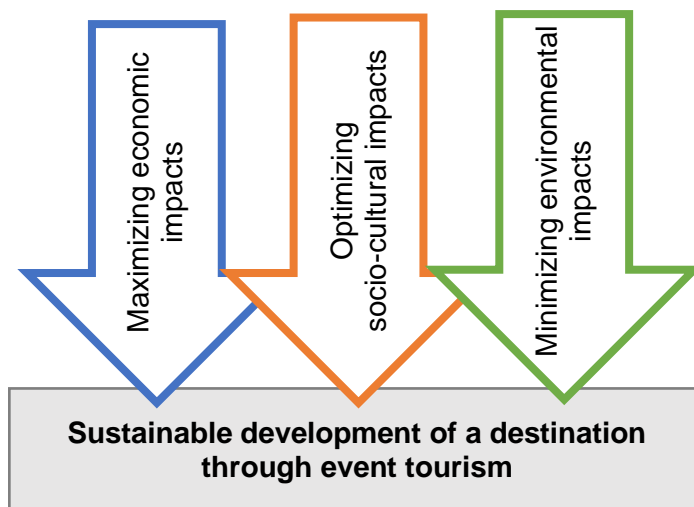 Maximizing economic
impacts
Optimizing
socio-cultural impacts
Minimizing environmental
impacts
Sustainable development of a destination
through event tourism